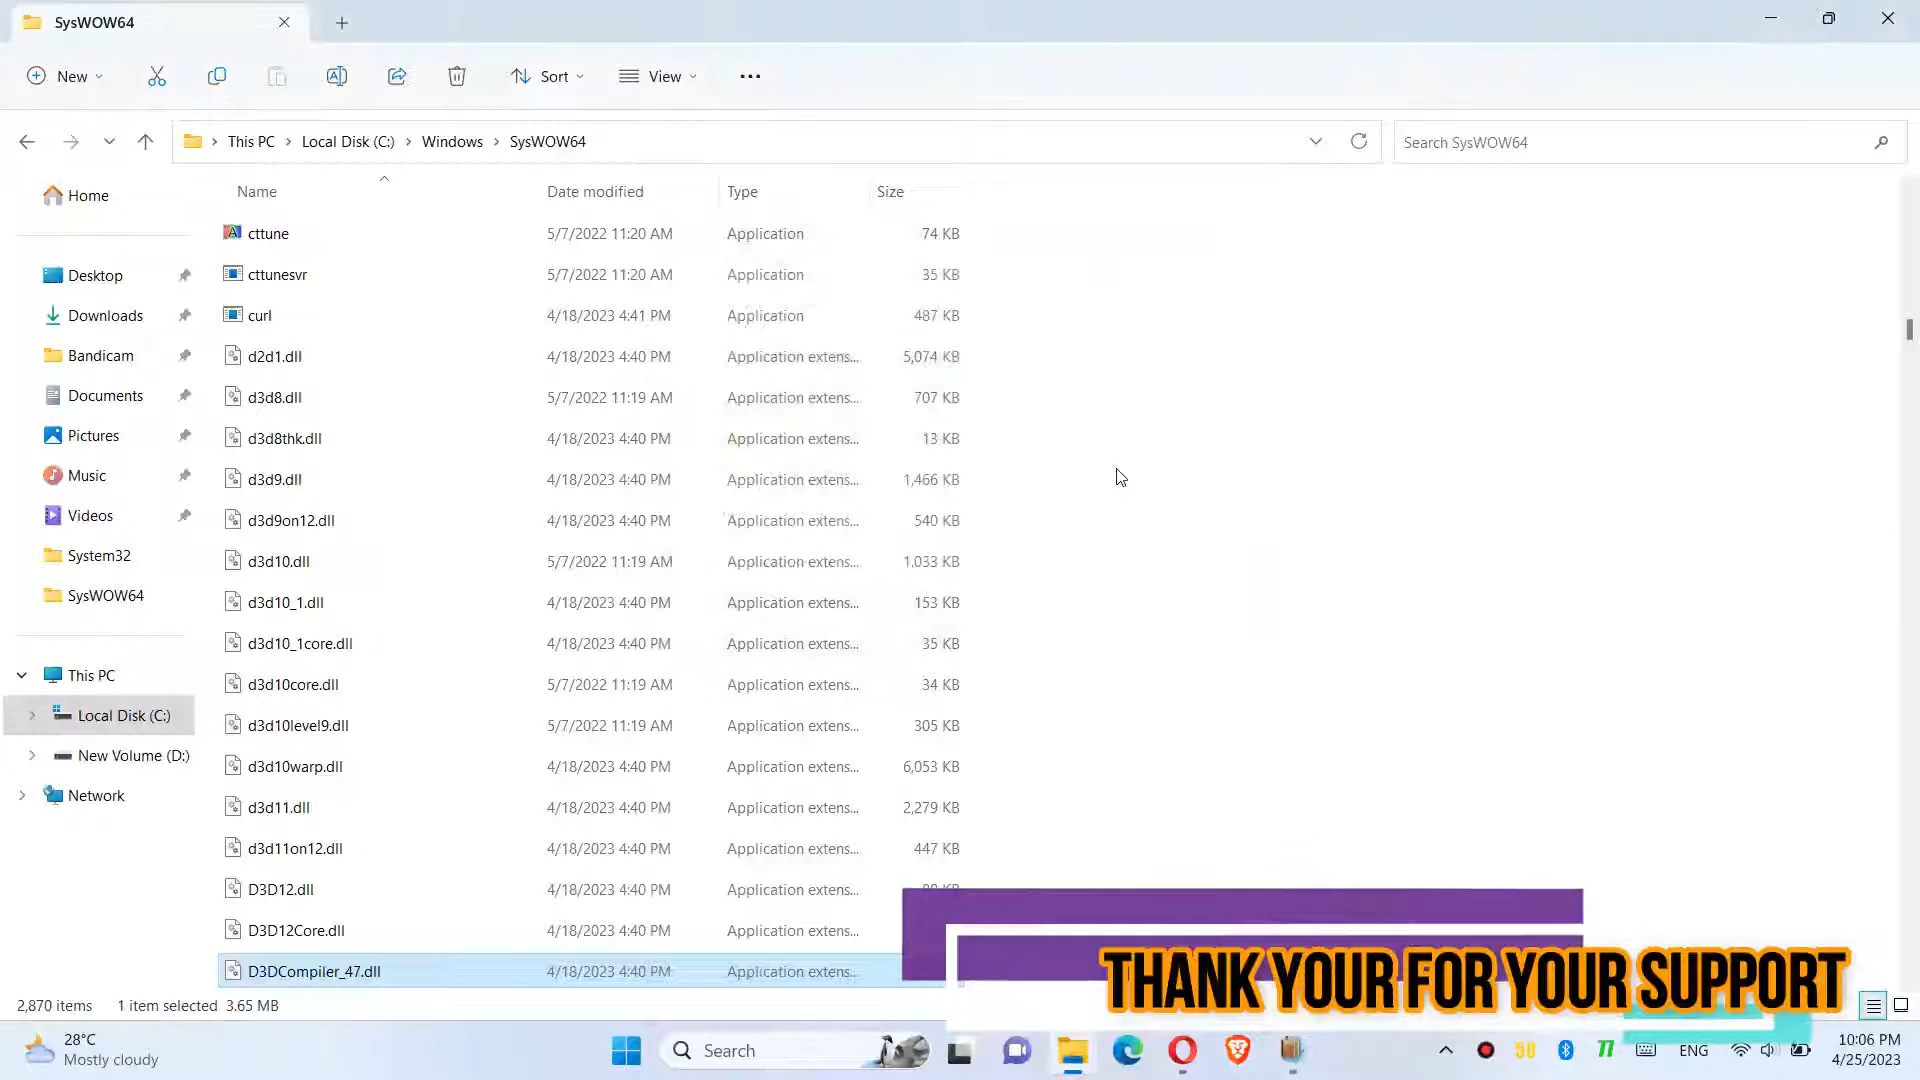 SysWOW64
New
Sort
View
This PC
Local Disk (C:)
Windows
SysWOW64
Search SysWOW64
Name
Date modified
Type
Size
Home
Desktop
Downloads
Bandicam
Documents
Pictures
Music
Videos
System32
SysWOW64
This PC
Local Disk (C:)
New Volume (D:)
Network
cttune 5/7/2022 11:20 AM Application 74 KB
cttunesvr 5/7/2022 11:20 AM Application 35 KB
curl 4/18/2023 4:41 PM Application 487 KB
d2d1.dll 4/18/2023 4:40 PM Application extens... 5,074 KB
d3d8.dll 5/7/2022 11:19 AM Application extens... 707 KB
d3d8thk.dll 4/18/2023 4:40 PM Application extens... 13 KB
d3d9.dll 4/18/2023 4:40 PM Application extens... 1,466 KB
d3d9on12.dll 4/18/2023 4:40 PM Application extens... 540 KB
d3d10.dll 5/7/2022 11:19 AM Application extens... 1,033 KB
d3d10_1.dll 4/18/2023 4:40 PM Application extens... 153 KB
d3d10_1core.dll 4/18/2023 4:40 PM Application extens... 35 KB
d3d10core.dll 5/7/2022 11:19 AM Application extens... 34 KB
d3d10level9.dll 5/7/2022 11:19 AM Application extens... 305 KB
d3d10warp.dll 4/18/2023 4:40 PM Application extens... 6,053 KB
d3d11.dll 4/18/2023 4:40 PM Application extens... 2,279 KB
d3d11on12.dll 4/18/2023 4:40 PM Application extens... 447 KB
D3D12.dll 4/18/2023 4:40 PM Application extens...
D3D12Core.dll 4/18/2023 4:40 PM Application extens...
D3DCompiler_47.dll 4/18/2023 4:40 PM Application extens...
THANK YOUR FOR YOUR SUPPORT
2,870 items 1 item selected 3.65 MB
28°C
Mostly cloudy
Search
50
ENG
10:06 PM
4/25/2023